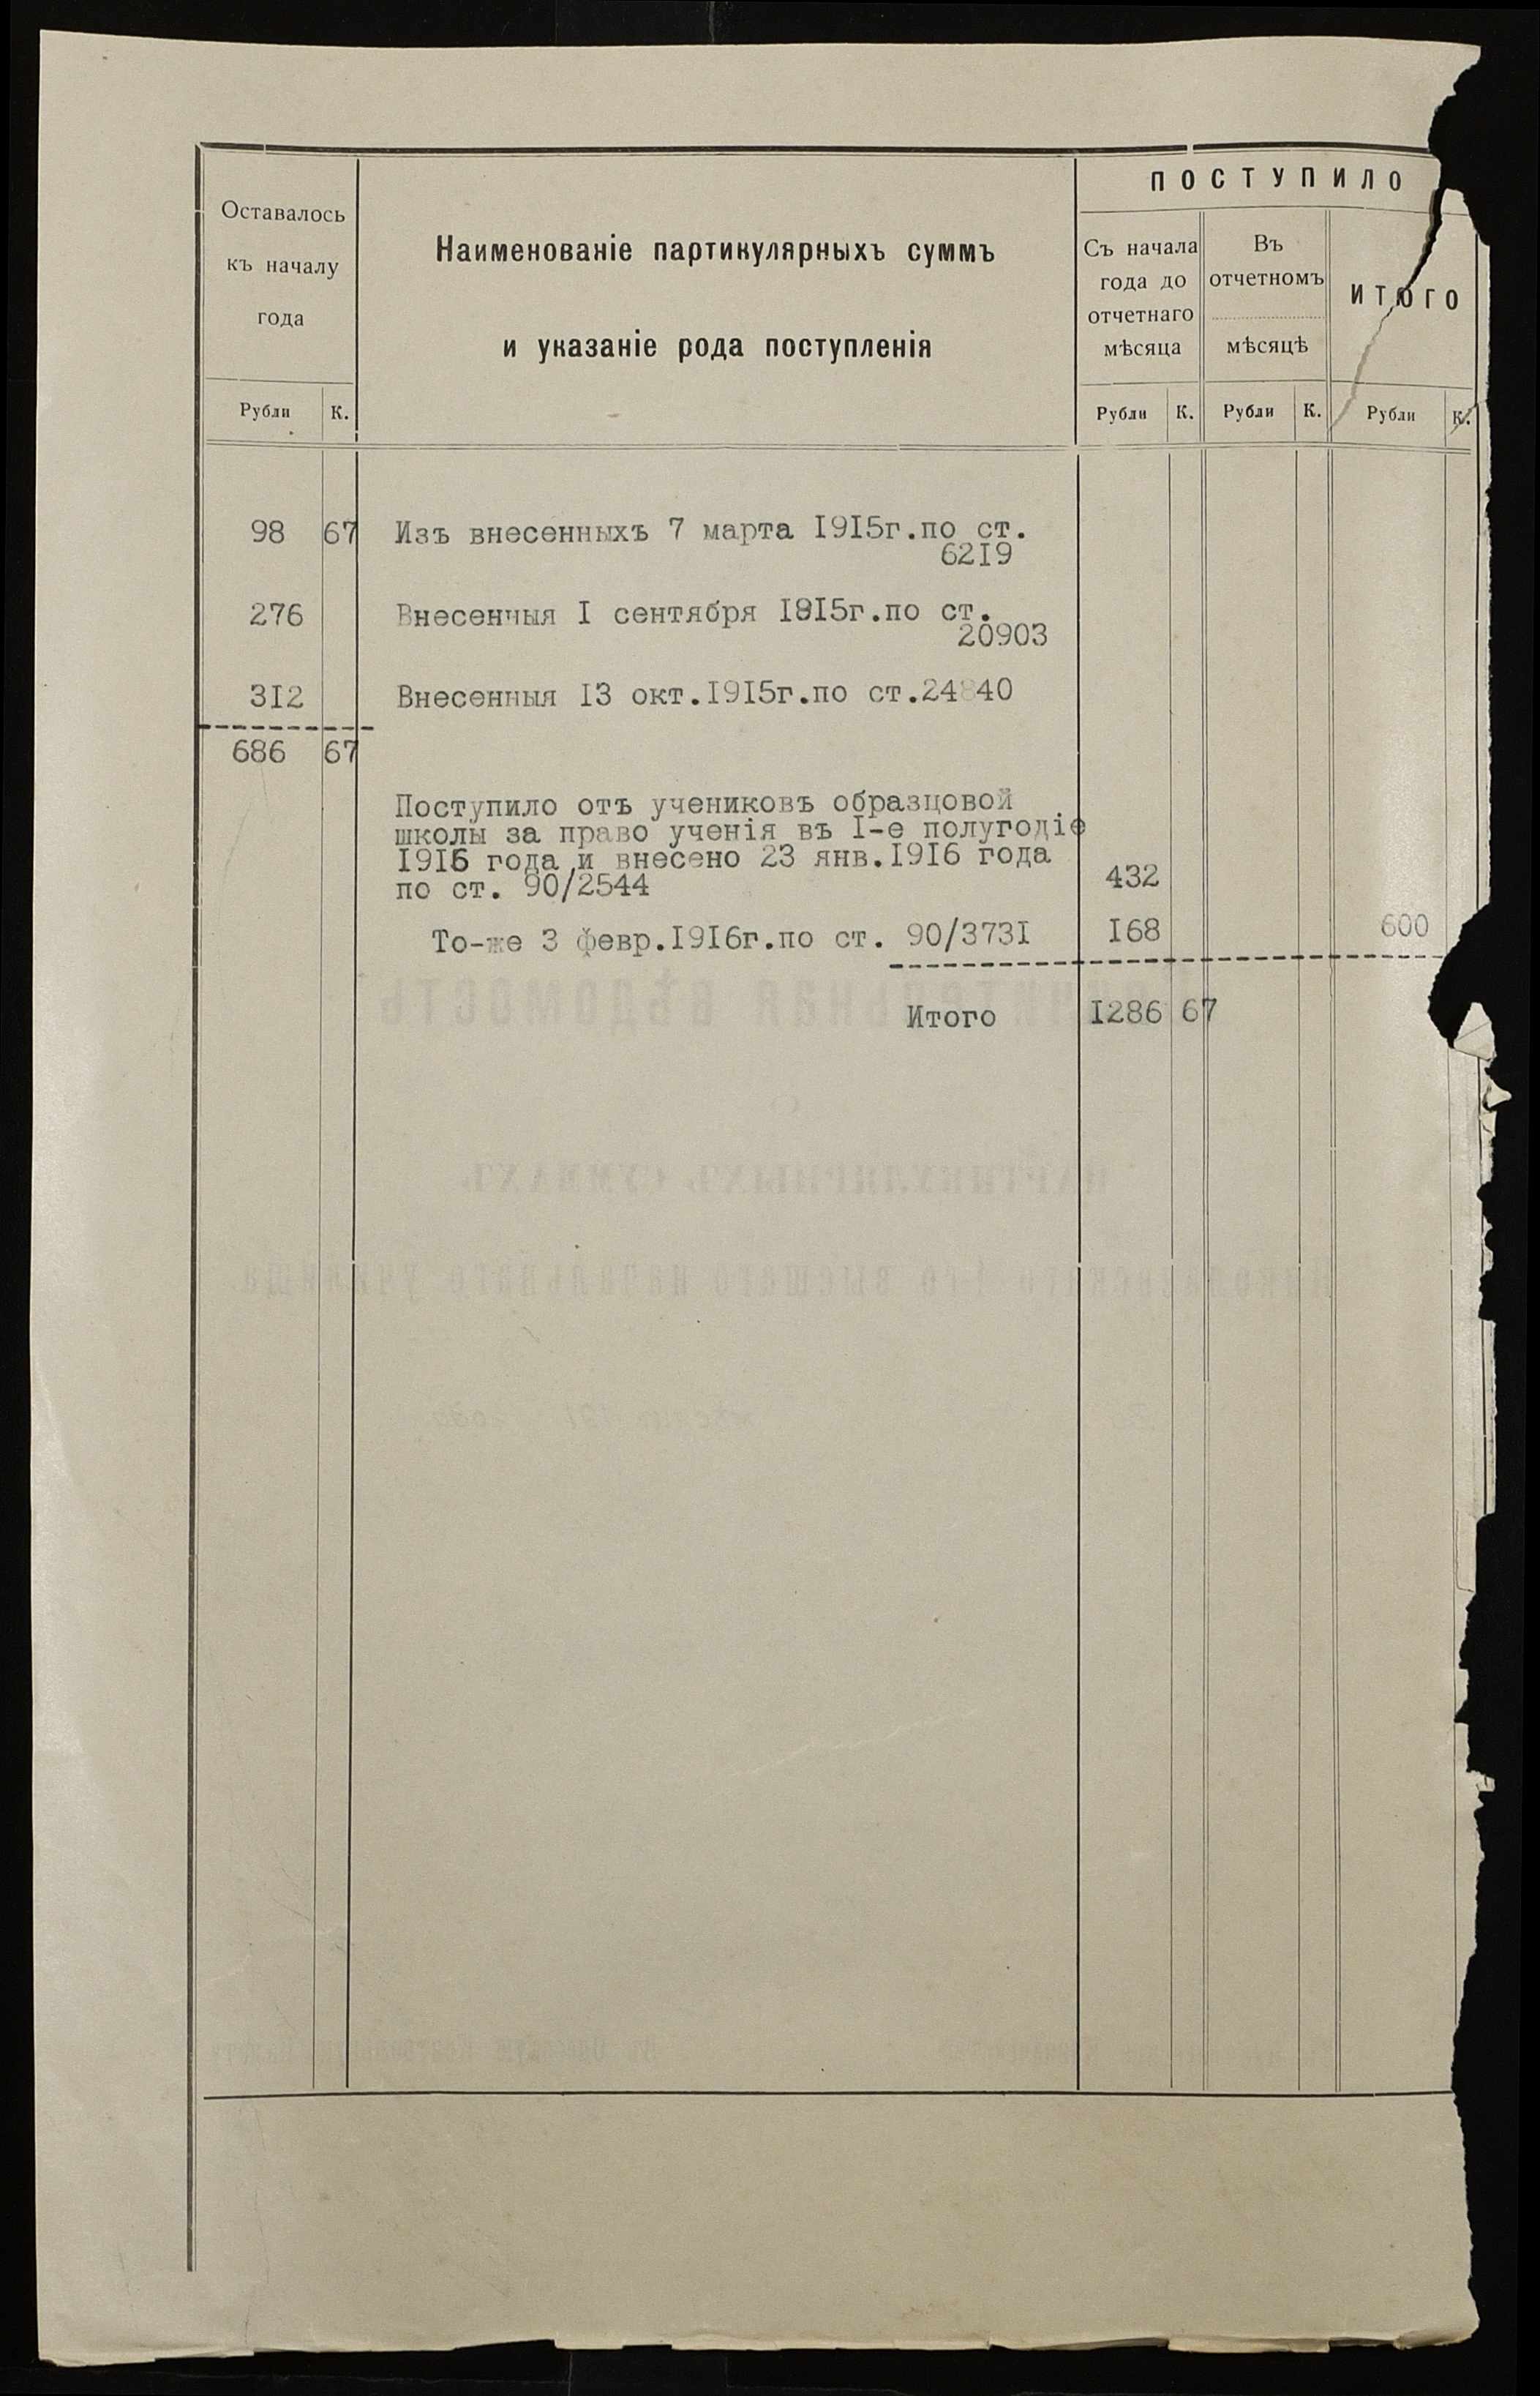 ПОСТУПИЛО
Оставалось
къ началу
года
Наименованіе партикулярныхъ суммъ
и указаніе рода поступленія
Съ начала
года до
отчетнаго
мѣсяца
Въ
отчетномъ
мѣсяцѣ
ИТОГО
Рубли К. Рубли К. Рубли К. Рубли К.
98 67 Изъ внесенныхъ 7 марта 1915г.по ст.
6219
276 Внесенныя I сентября 1915г.по ст.
20903
312 Внесенныя 13 окт.1915г.по ст.24840
686 67
Поступило отъ учениковъ образцовой
школы за право ученія въ I-е полугодіе
1916 года и внесено 23 янв.1916 года
по ст. 90/2544 432
То-же 3 февр.1916г.по ст. 90/3731 168 600
Итого 1286 67